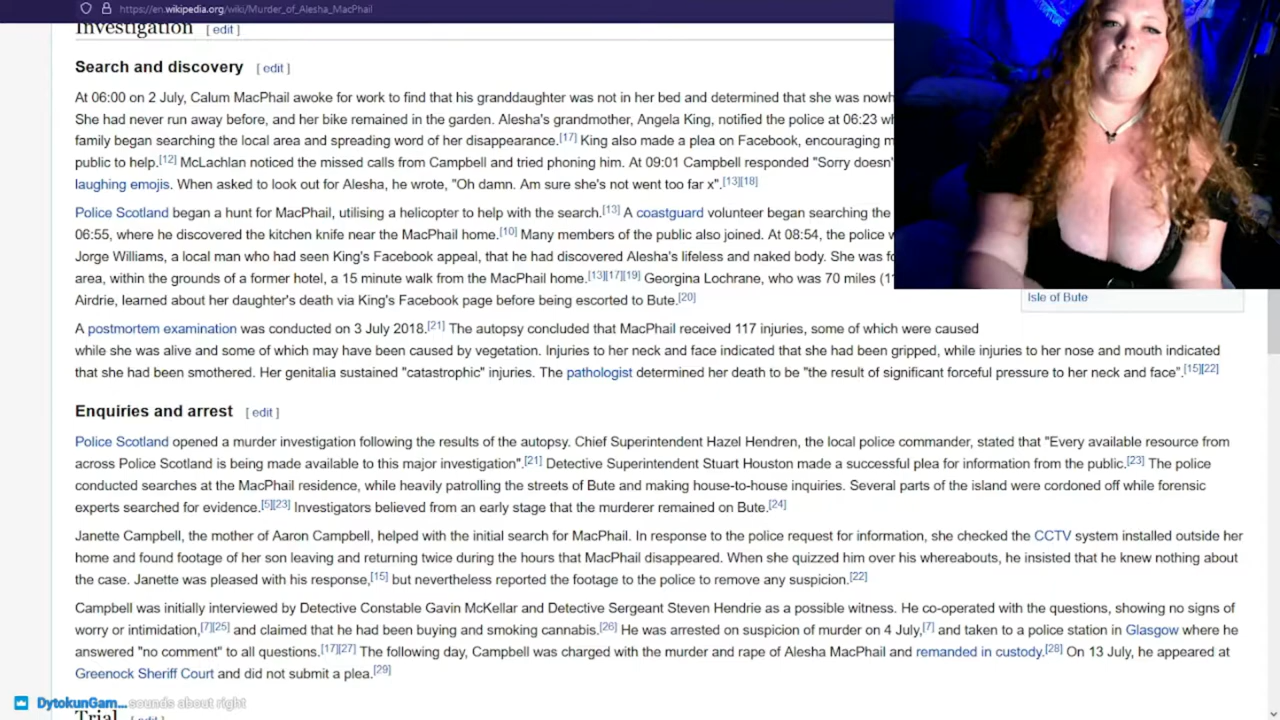 https://en.wikipedia.org/wiki/Murder_of_Alesha_MacPhail
Investigation [ edit ]
Search and discovery [ edit ]
At 06:00 on 2 July, Calum MacPhail awoke for work to find that his granddaughter was not in her bed and determined that she was
She had never run away before, and her bike remained in the garden. Alesha's grandmother, Angela King, notified the police at 06:23
family began searching the local area and spreading word of her disappearance.[17] King also made a plea on Facebook, encouraging
public to help.[12] McLachlan noticed the missed calls from Campbell and tried phoning him. At 09:01 Campbell responded "Sorry doesn'
laughing emojis. When asked to look out for Alesha, he wrote, "Oh damn. Am sure she's not went too far x".[13][18]
Police Scotland began a hunt for MacPhail, utilising a helicopter to help with the search.[13] A coastguard volunteer began searching the
06:55, where he discovered the kitchen knife near the MacPhail home.[10] Many members of the public also joined. At 08:54, the police
Jorge Williams, a local man who had seen King's Facebook appeal, that he had discovered Alesha's lifeless and naked body. She was
area, within the grounds of a former hotel, a 15 minute walk from the MacPhail home.[13][17][19] Georgina Lochrane, who was 70 miles
Airdrie, learned about her daughter's death via King's Facebook page before being escorted to Bute.[20]
Isle of Bute
A postmortem examination was conducted on 3 July 2018.[21] The autopsy concluded that MacPhail received 117 injuries, some of which were caused
while she was alive and some of which may have been caused by vegetation. Injuries to her neck and face indicated that she had been gripped, while injuries to her nose and mouth indicated
that she had been smothered. Her genitalia sustained "catastrophic" injuries. The pathologist determined her death to be "the result of significant forceful pressure to her neck and face".[15][22]
Enquiries and arrest [ edit ]
Police Scotland opened a murder investigation following the results of the autopsy. Chief Superintendent Hazel Hendren, the local police commander, stated that "Every available resource from
across Police Scotland is being made available to this major investigation".[21] Detective Superintendent Stuart Houston made a successful plea for information from the public.[23] The police
conducted searches at the MacPhail residence, while heavily patrolling the streets of Bute and making house-to-house inquiries. Several parts of the island were cordoned off while forensic
experts searched for evidence.[5][23] Investigators believed from an early stage that the murderer remained on Bute.[24]
Janette Campbell, the mother of Aaron Campbell, helped with the initial search for MacPhail. In response to the police request for information, she checked the CCTV system installed outside her
home and found footage of her son leaving and returning twice during the hours that MacPhail disappeared. When she quizzed him over his whereabouts, he insisted that he knew nothing about
the case. Janette was pleased with his response,[15] but nevertheless reported the footage to the police to remove any suspicion.[22]
Campbell was initially interviewed by Detective Constable Gavin McKellar and Detective Sergeant Steven Hendrie as a possible witness. He co-operated with the questions, showing no signs of
worry or intimidation,[7][25] and claimed that he had been buying and smoking cannabis.[26] He was arrested on suspicion of murder on 4 July,[7] and taken to a police station in Glasgow where he
answered "no comment" to all questions.[17][27] The following day, Campbell was charged with the murder and rape of Alesha MacPhail and remanded in custody.[28] On 13 July, he appeared at
Greenock Sheriff Court and did not submit a plea.[29]
DytokunGam... sounds about right
Trial [ edit ]